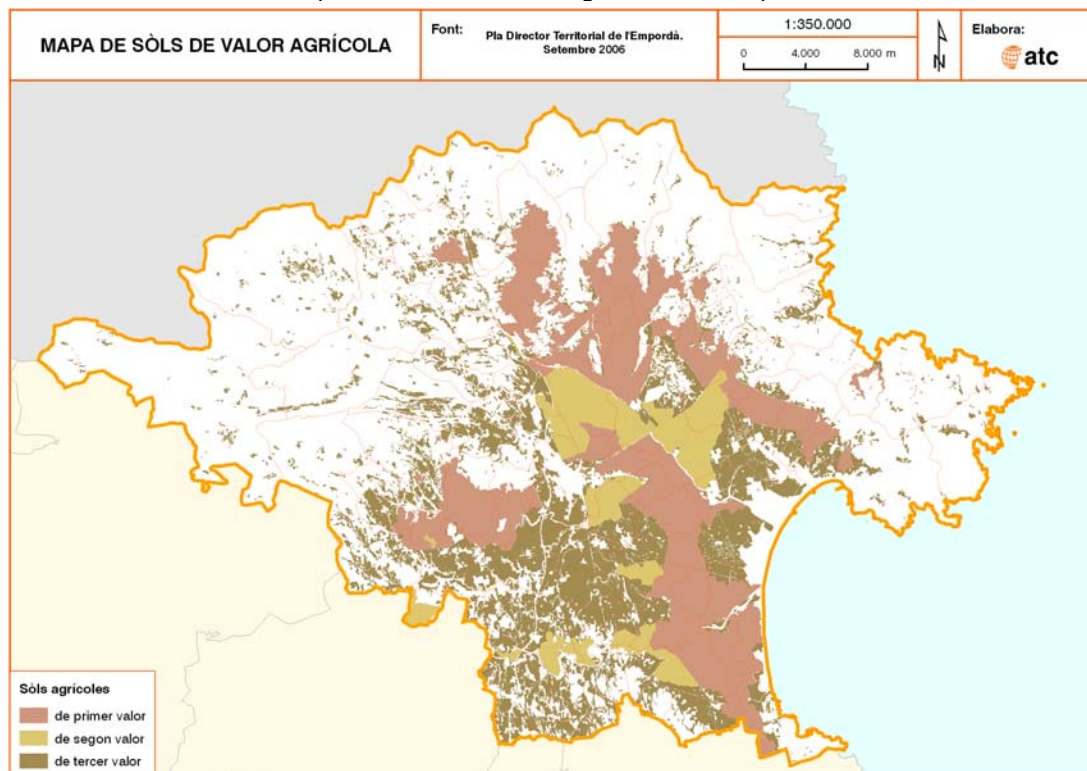 MAPA DE SÒLS DE VALOR AGRÍCOLA
Font:
Pla Director Territorial de l'Empordà.
Setembre 2006
1:350.000
0 4.000 8.000 m
N
Elabora:
atc
Sòls agrícoles
de primer valor
de segon valor
de tercer valor